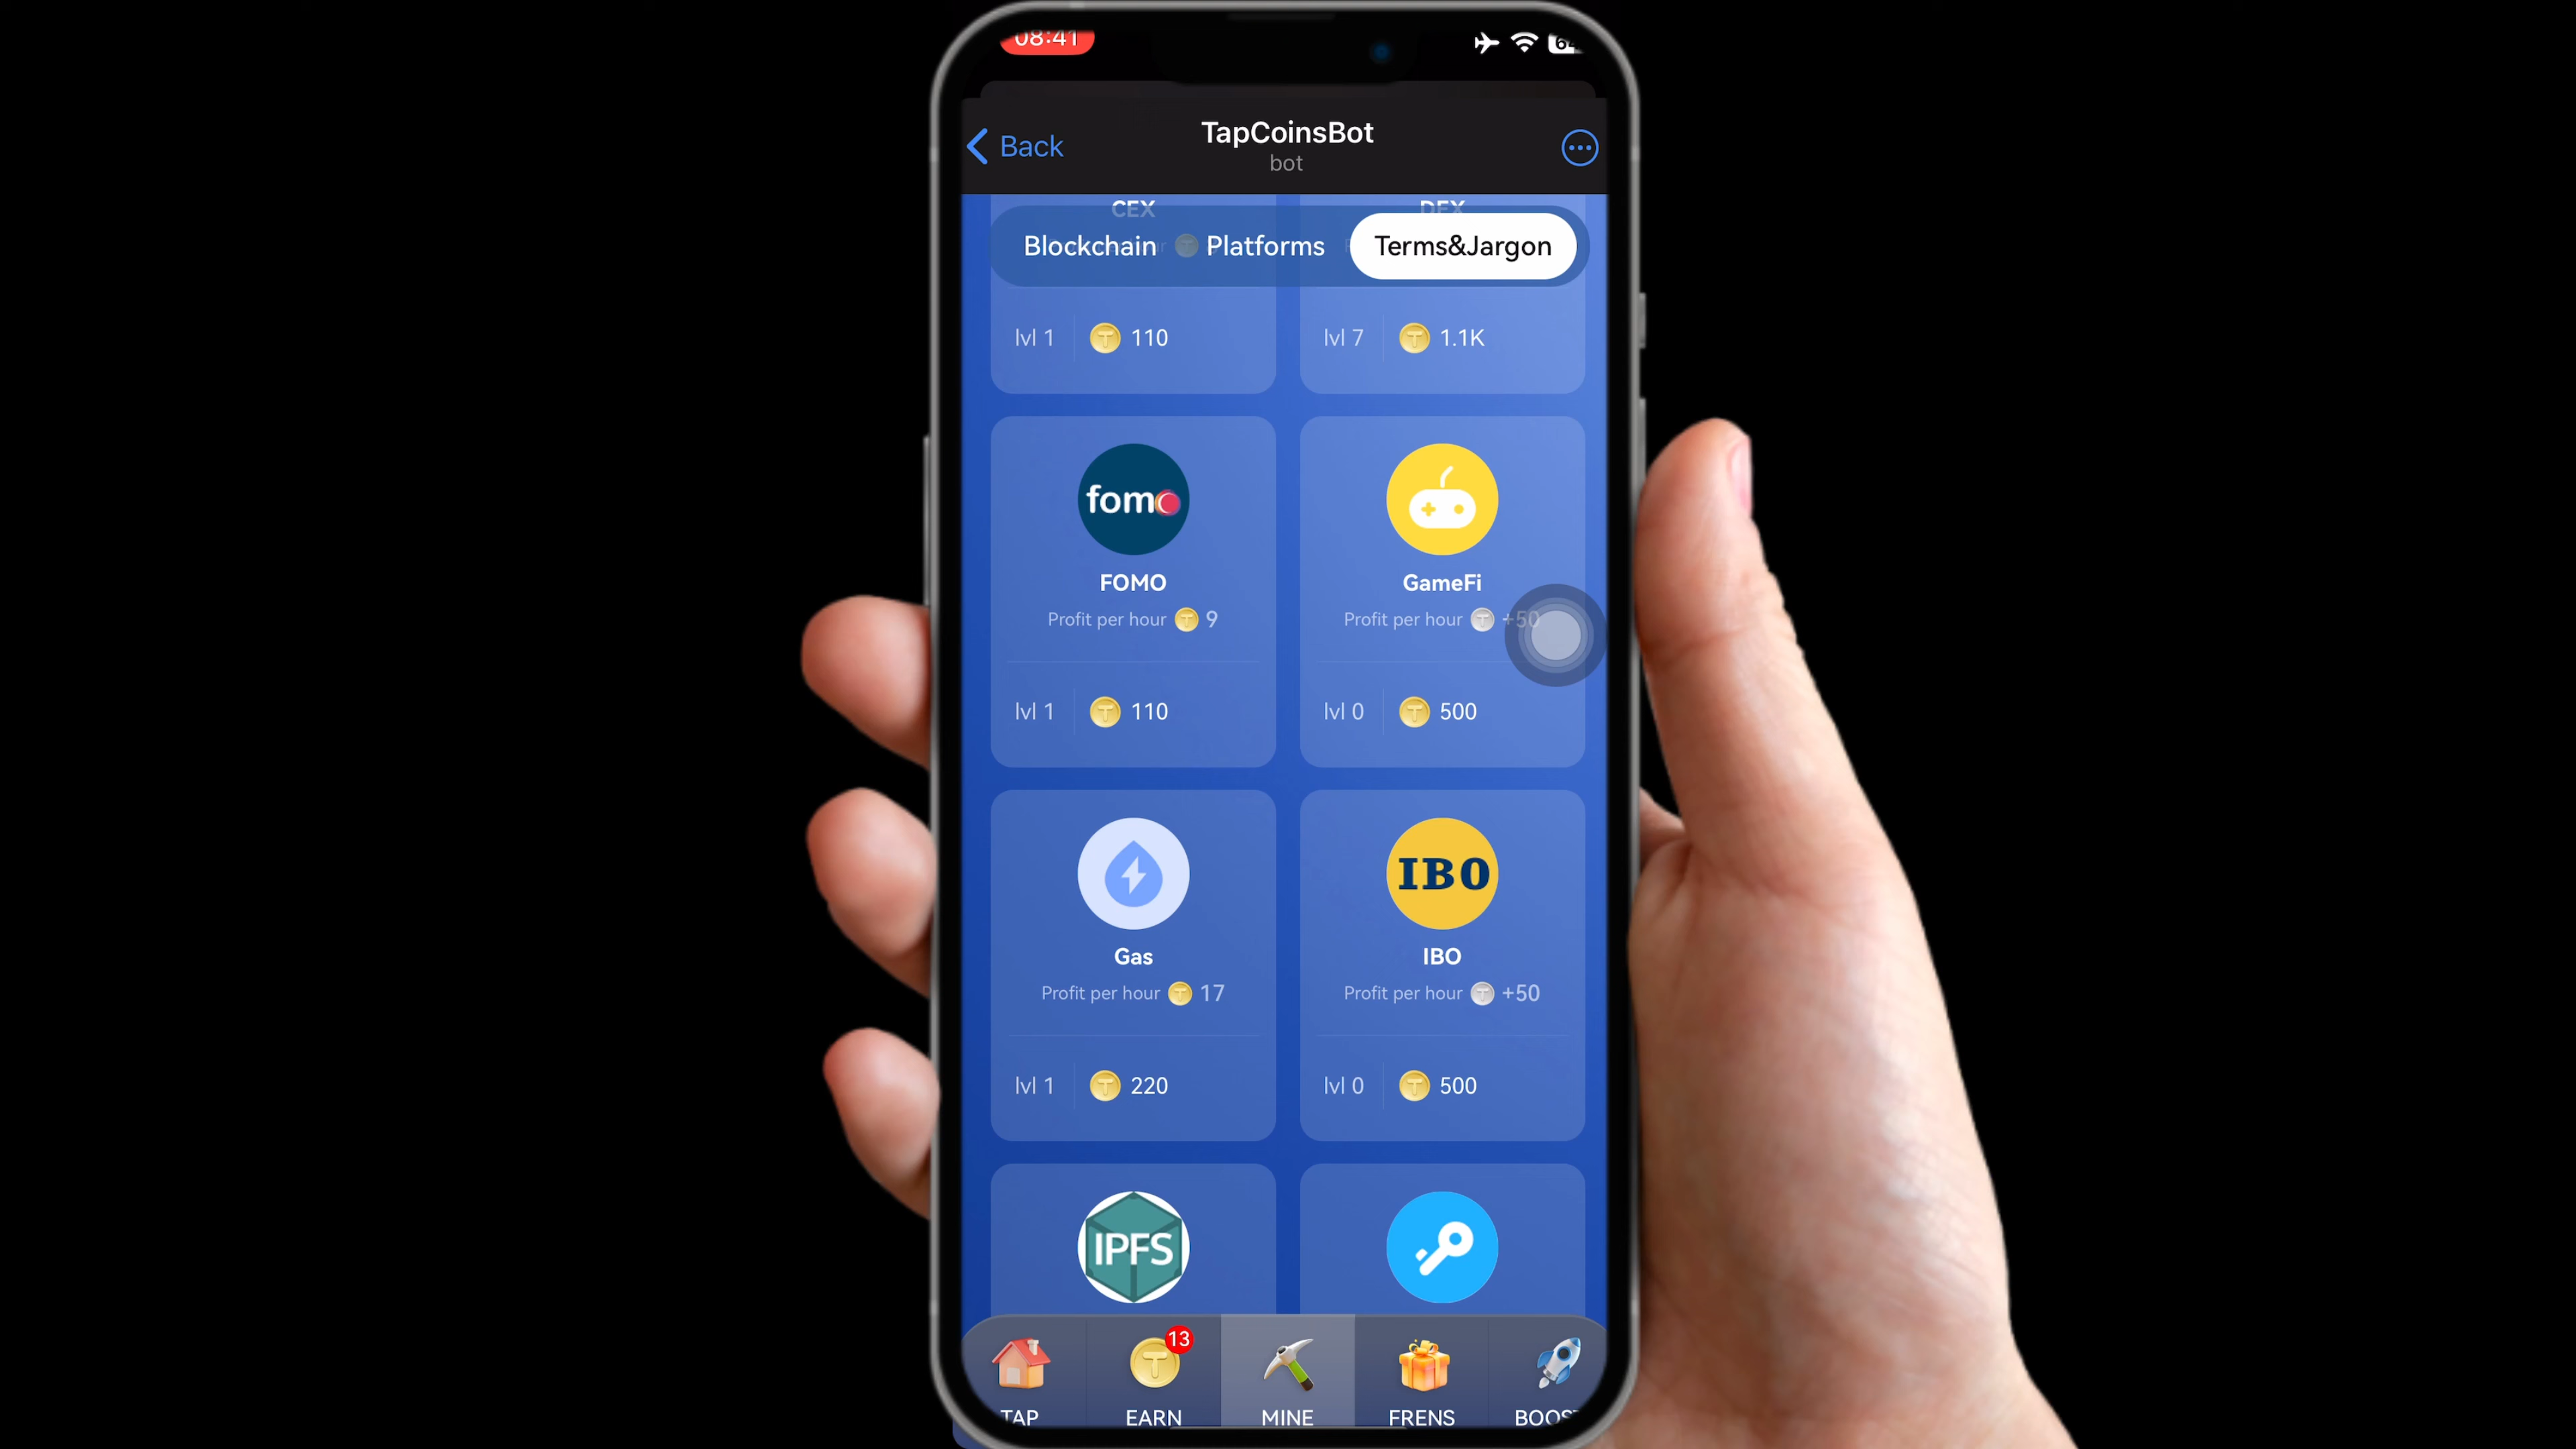 08:41
64
Back
TapCoinsBot
bot
CEX
DEX
Blockchain
Platforms
Terms&Jargon
lvl 1
110
lvl 7
1.1K
fomo
FOMO
Profit per hour 9
lvl 1
110
GameFi
Profit per hour +50
lvl 0
500
Gas
Profit per hour 17
lvl 1
220
IBO
IBO
Profit per hour +50
lvl 0
500
IPFS
TAP
13
EARN
MINE
FRENS
BOOST